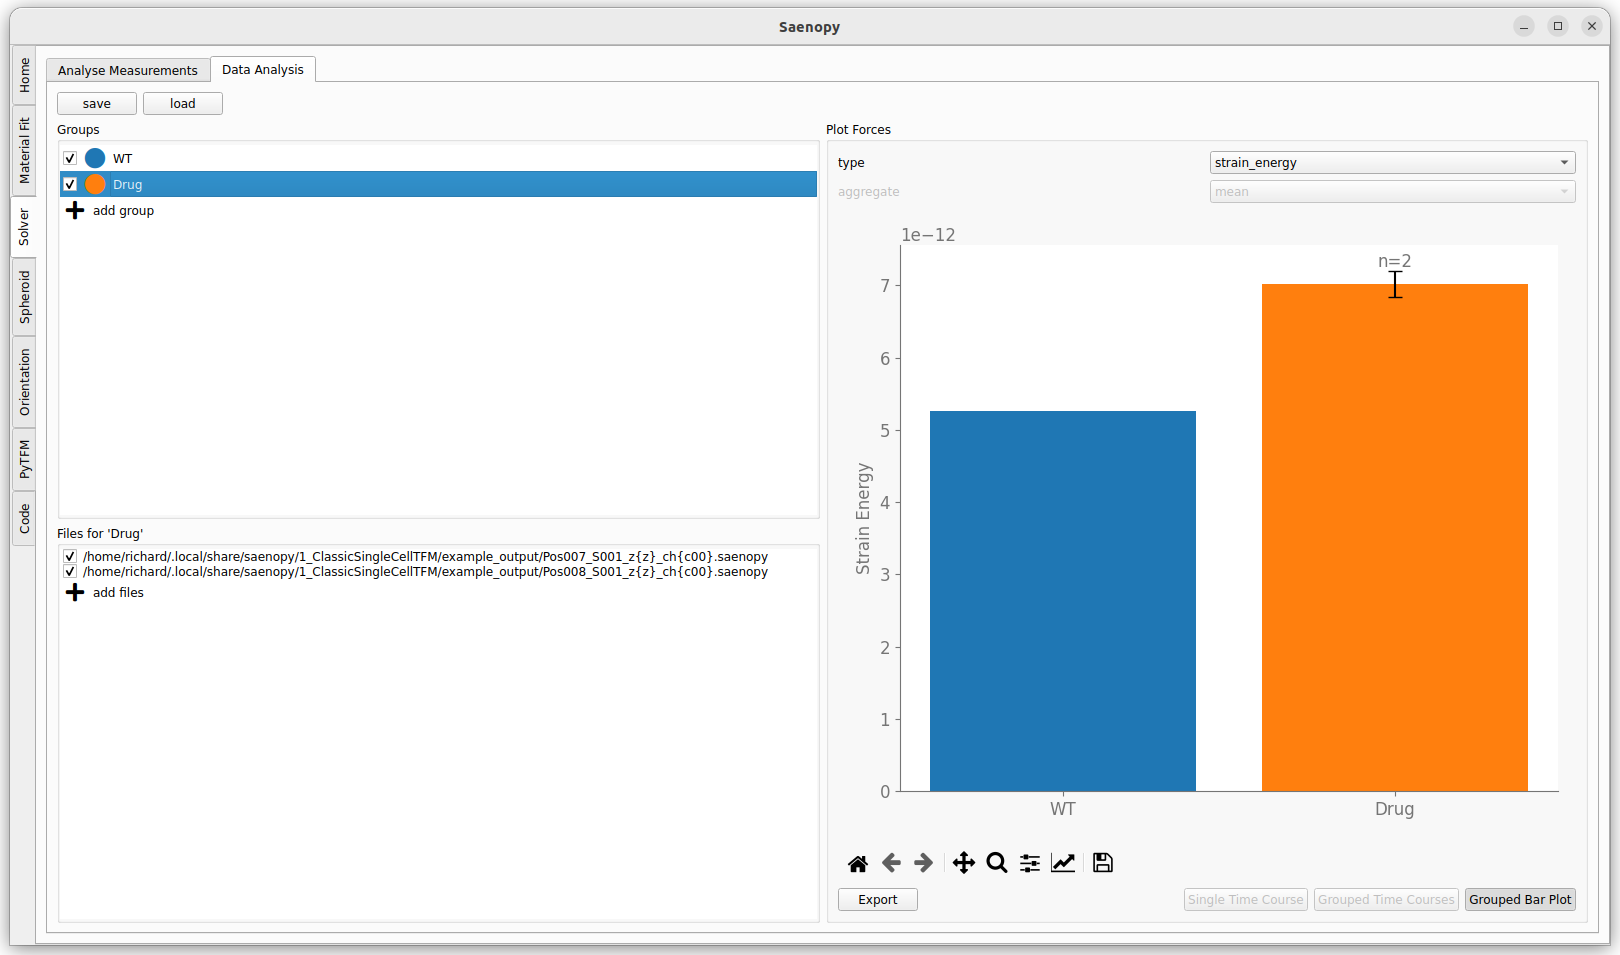 Saenopy
Home
Material Fit
Solver
Spheroid
Orientation
PyTFM
Code
Analyse Measurements
Data Analysis
save
load
Groups
WT
Drug
add group
Files for 'Drug'
/home/richard/.local/share/saenopy/1_ClassicSingleCellTFM/example_output/Pos007_S001_z{z}_ch{c00}.saenopy
/home/richard/.local/share/saenopy/1_ClassicSingleCellTFM/example_output/Pos008_S001_z{z}_ch{c00}.saenopy
add files
Plot Forces
type
strain_energy
aggregate
mean
1e−12
n=2
7
6
5
4
3
2
1
0
Strain Energy
WT
Drug
Export
Single Time Course
Grouped Time Courses
Grouped Bar Plot